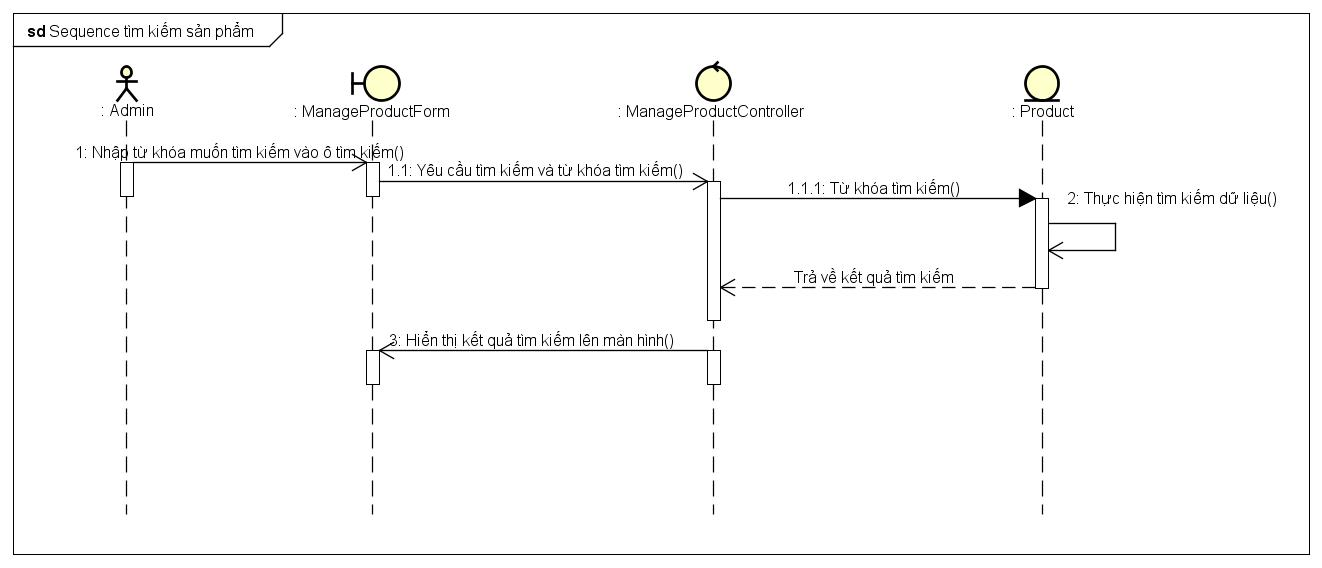 sd Sequence tìm kiếm sản phẩm
: Admin
: ManageProductForm
: ManageProductController
: Product
1: Nhập từ khóa muốn tìm kiếm vào ô tìm kiếm()
1.1: Yêu cầu tìm kiếm và từ khóa tìm kiếm()
1.1.1: Từ khóa tìm kiếm()
2: Thực hiện tìm kiếm dữ liệu()
Trả về kết quả tìm kiếm
3: Hiển thị kết quả tìm kiếm lên màn hình()